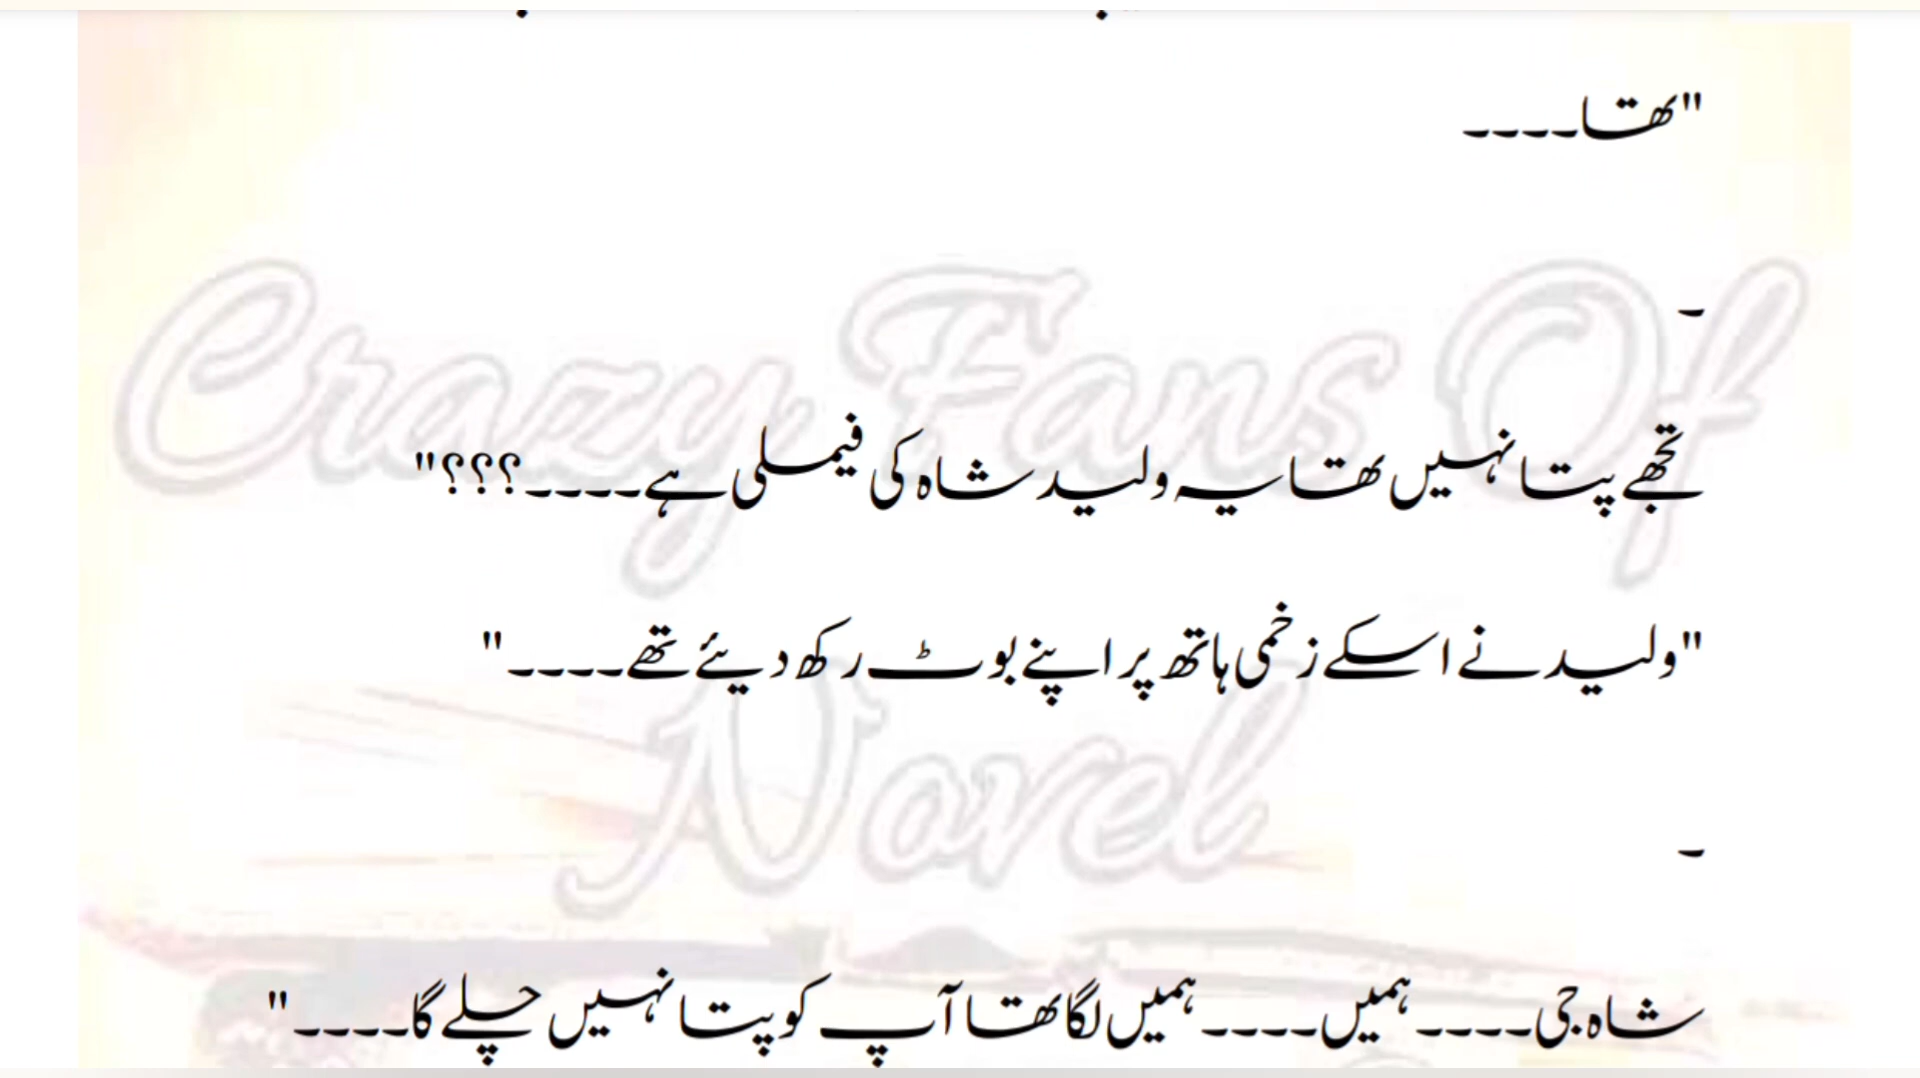 "تھا۔۔۔۔
۔
تجھے پتا نہیں تھا یہ ولید شاہ کی فیملی ہے۔۔۔۔؟؟؟"
"ولید نے اسکے زخمی ہاتھ پر اپنے بوٹ رکھ دیئے تھے۔۔۔۔"
۔
شاہ جی۔۔۔۔ہمیں۔۔۔۔ہمیں لگا تھا آپ کو پتا نہیں چلے گا۔۔۔۔"
Crazy Fans Of
Novel